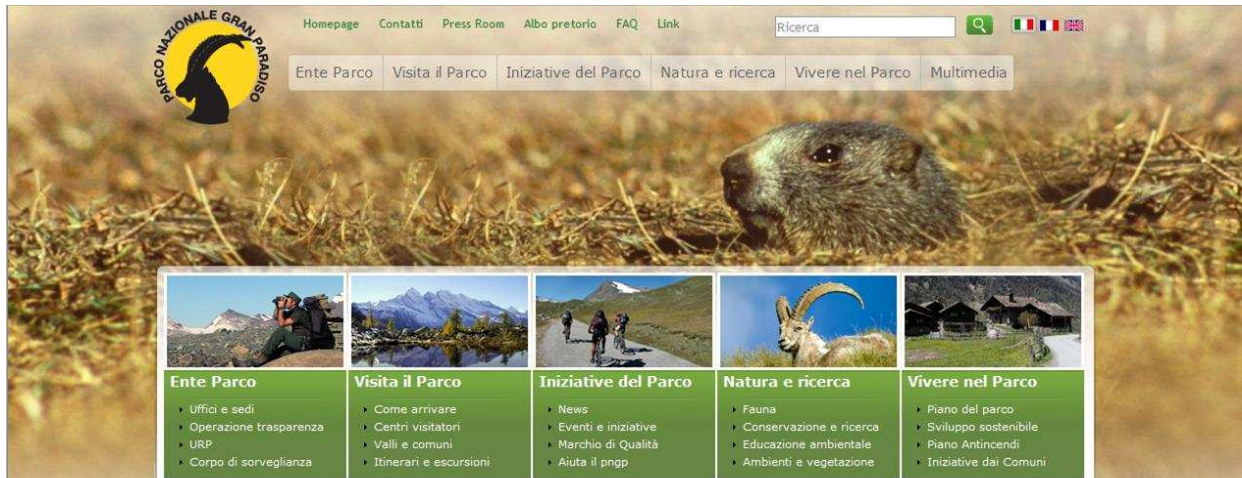 PARCO NAZIONALE GRAN PARADISO
Homepage Contatti Press Room Albo pretorio FAQ Link
Ricerca
Ente Parco Visita il Parco Iniziative del Parco Natura e ricerca Vivere nel Parco Multimedia
Ente Parco
Uffici e sedi
Operazione trasparenza
URP
Corpo di sorveglianza
Visita il Parco
Come arrivare
Centri visitatori
Valli e comuni
Itinerari e escursioni
Iniziative del Parco
News
Eventi e iniziative
Marchio di Qualità
Aiuta il pngp
Natura e ricerca
Fauna
Conservazione e ricerca
Educazione ambientale
Ambienti e vegetazione
Vivere nel Parco
Piano del parco
Sviluppo sostenibile
Piano Antincendi
Iniziative dai Comuni